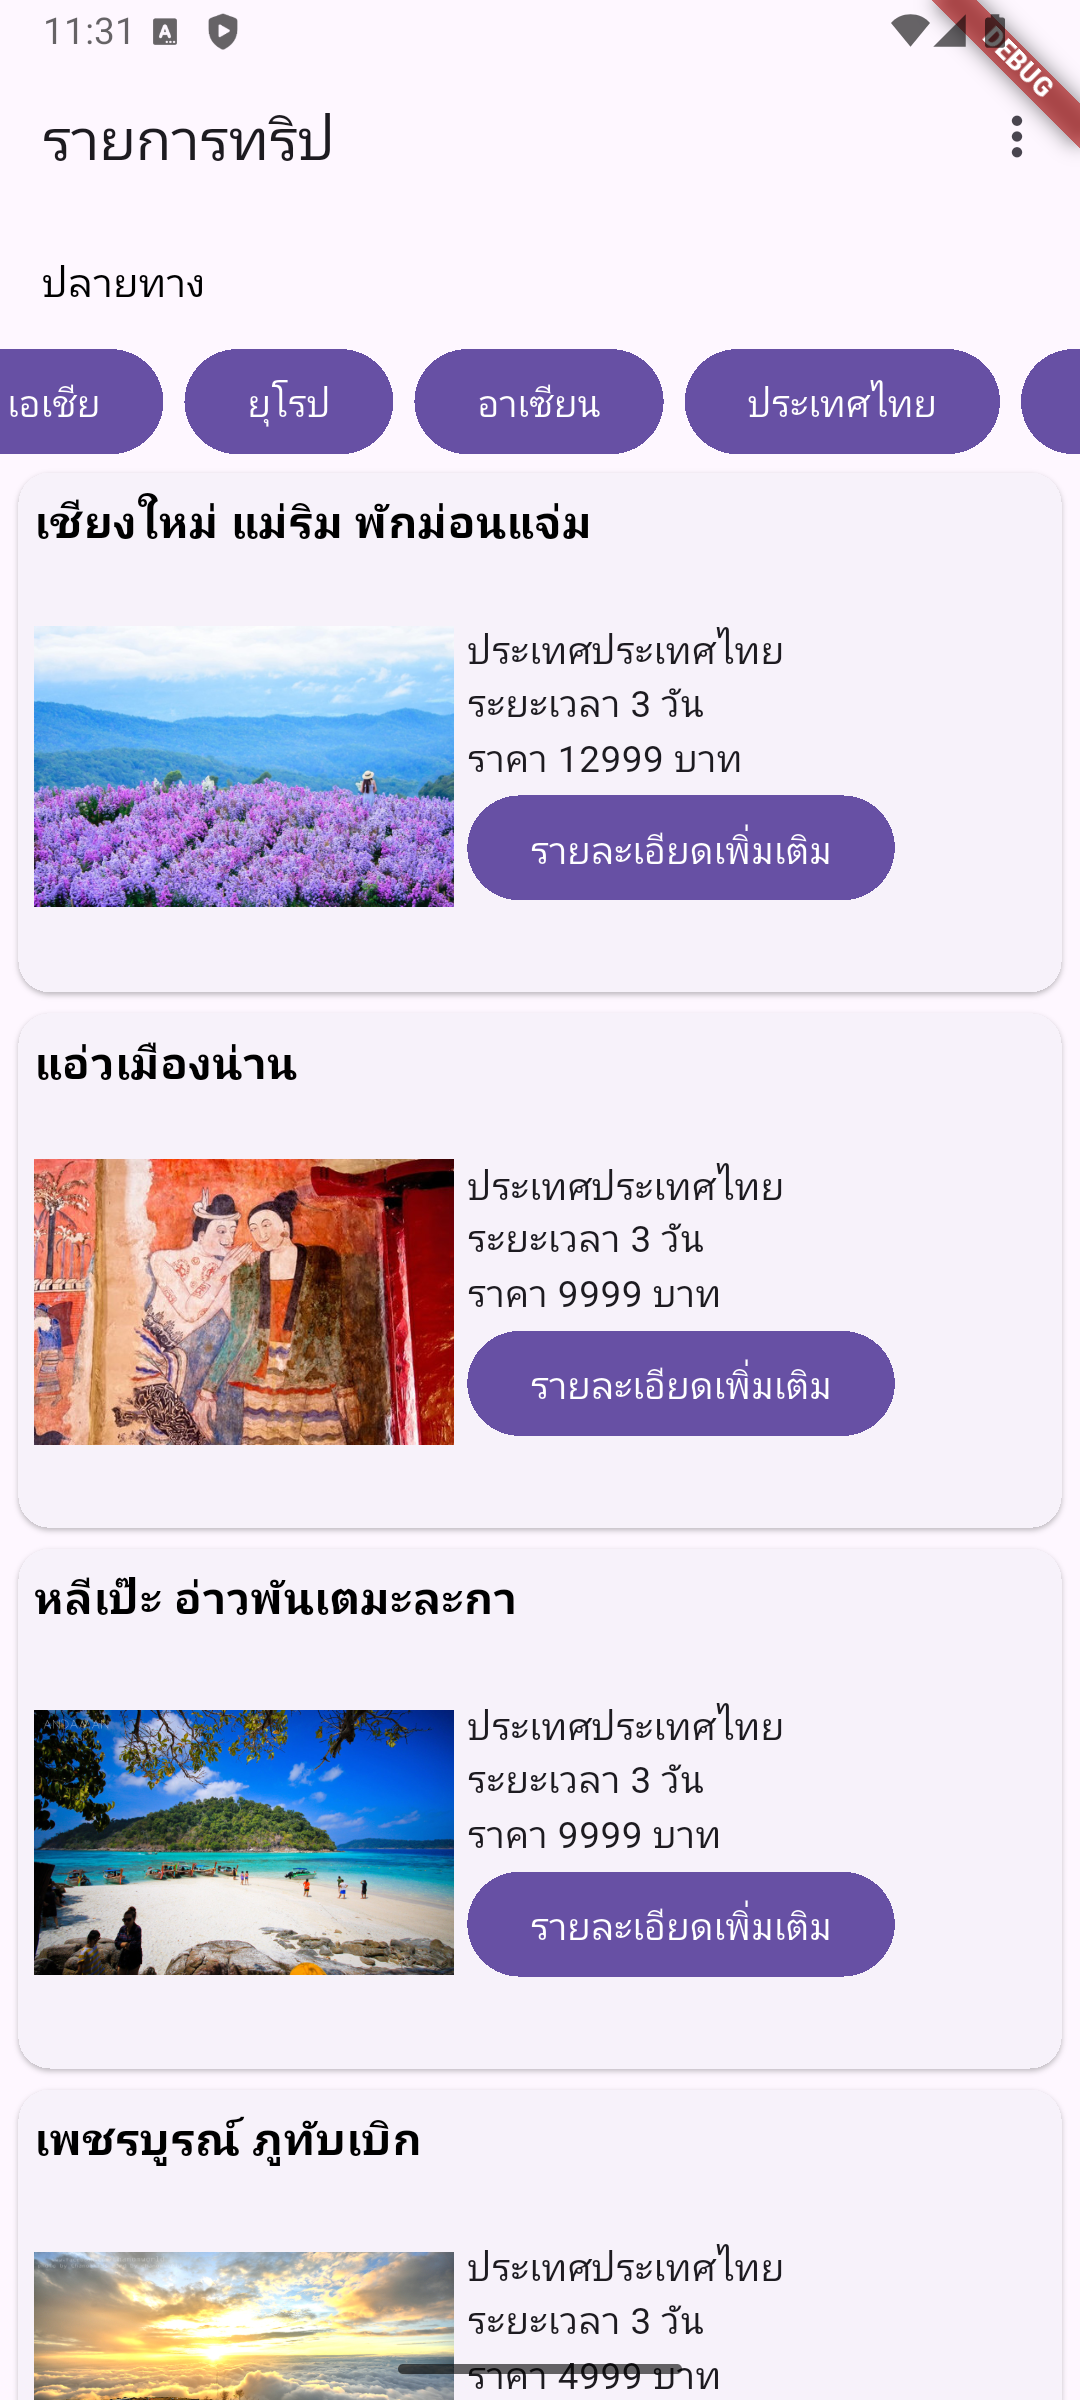 11:31
DEBUG
รายการทริป
ปลายทาง
เอเชีย
ยุโรป
อาเซียน
ประเทศไทย
เชียงใหม่ แม่ริม พักม่อนแจ่ม
ประเทศประเทศไทย
ระยะเวลา 3 วัน
ราคา 12999 บาท
รายละเอียดเพิ่มเติม
แอ่วเมืองน่าน
ประเทศประเทศไทย
ระยะเวลา 3 วัน
ราคา 9999 บาท
รายละเอียดเพิ่มเติม
หลีเป๊ะ อ่าวพันเตมะละกา
ประเทศประเทศไทย
ระยะเวลา 3 วัน
ราคา 9999 บาท
รายละเอียดเพิ่มเติม
เพชรบูรณ์ ภูทับเบิก
ประเทศประเทศไทย
ระยะเวลา 3 วัน
ราคา 4999 บาท